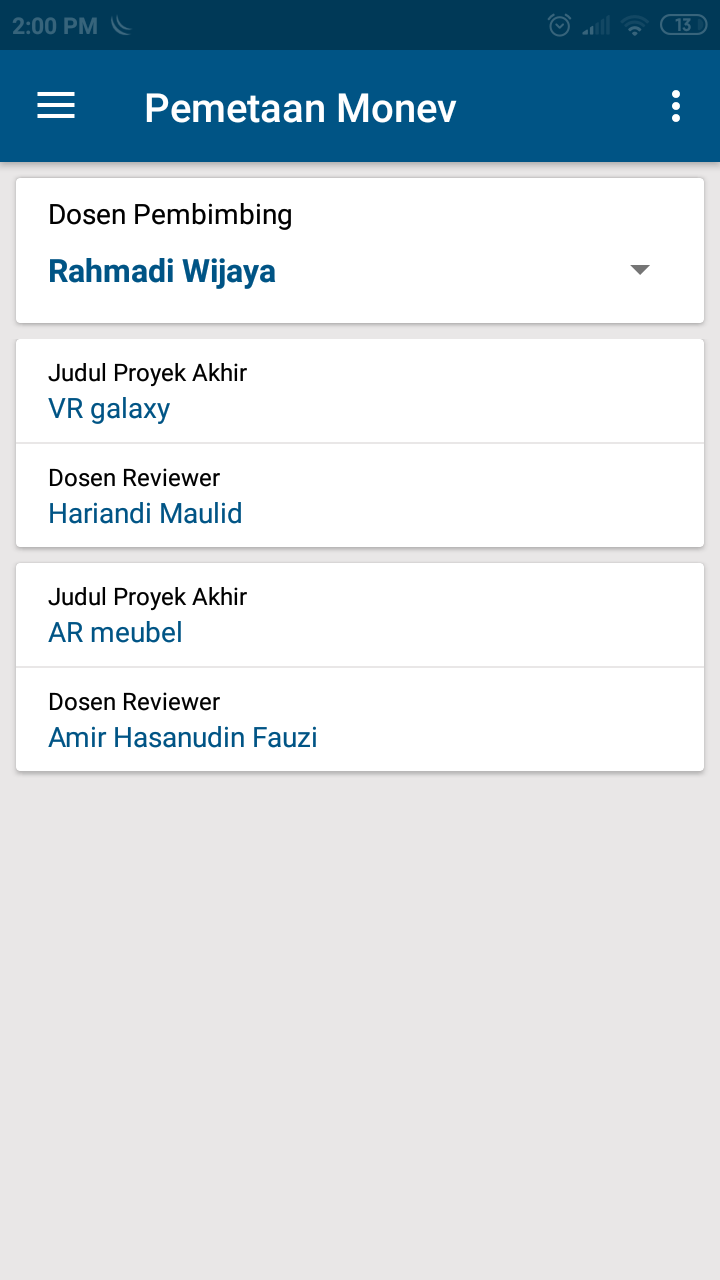 2:00 PM
13
Pemetaan Monev
Dosen Pembimbing
Rahmadi Wijaya
Judul Proyek Akhir
VR galaxy
Dosen Reviewer
Hariandi Maulid
Judul Proyek Akhir
AR meubel
Dosen Reviewer
Amir Hasanudin Fauzi